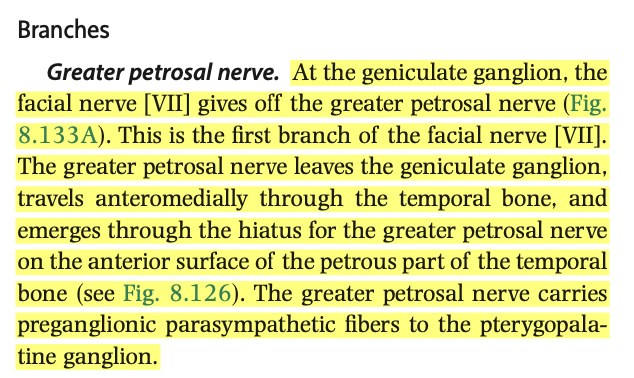 Branches
Greater petrosal nerve. At the geniculate ganglion, the
facial nerve [VII] gives off the greater petrosal nerve (Fig.
8.133A). This is the first branch of the facial nerve [VII].
The greater petrosal nerve leaves the geniculate ganglion,
travels anteromedially through the temporal bone, and
emerges through the hiatus for the greater petrosal nerve
on the anterior surface of the petrous part of the temporal
bone (see Fig. 8.126). The greater petrosal nerve carries
preganglionic parasympathetic fibers to the pterygopala-
tine ganglion.